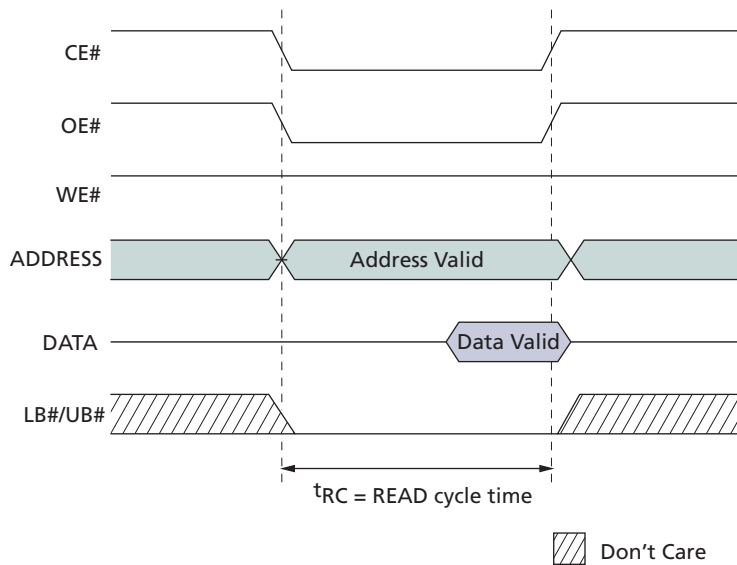 CE#
OE#
WE#
ADDRESS
Address Valid
DATA
Data Valid
LB#/UB#
tRC = READ cycle time
Don't Care